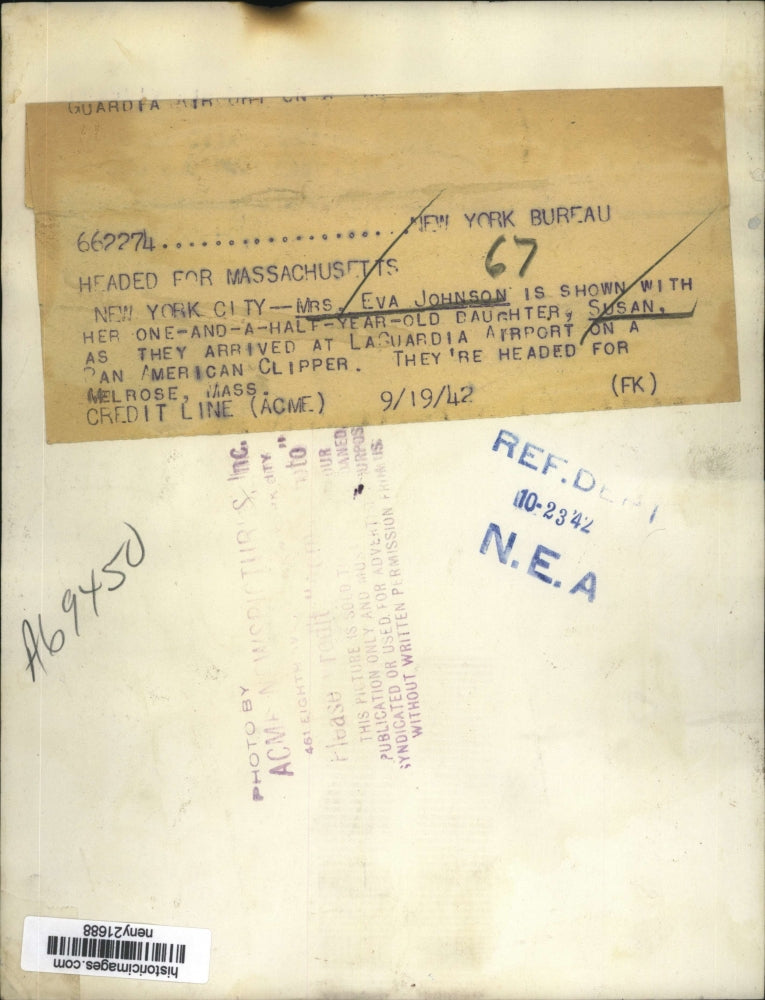 GUARDIA AIRPORT ON A
662274.................. NEW YORK BUREAU
67
HEADED FOR MASSACHUSETTS
NEW YORK CITY—MRS. EVA JOHNSON IS SHOWN WITH
HER ONE-AND-A-HALF-YEAR-OLD DAUGHTER, SUSAN,
AS THEY ARRIVED AT LAGUARDIA AIRPORT ON A
PAN AMERICAN CLIPPER. THEY'RE HEADED FOR
MELROSE, MASS.
CREDIT LINE (ACME) 9/19/42 (FK)
REF. DEPT
10-23 42
N.E.A
A69450
PHOTO BY
ACME NEWSPICTURES, Inc.
461 EIGHTH
Please credit
THIS PICTURE IS SOLD
PUBLICATION ONLY AND MUST
SYNDICATED OR USED FOR ADVERT
WITHOUT WRITTEN PERMISSION FROM US
historicimages.com
neny21688